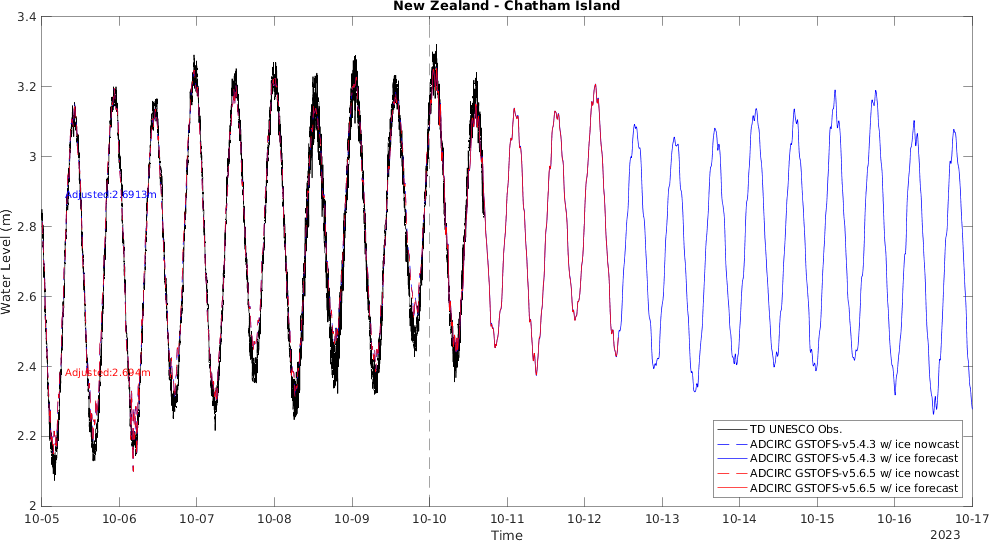 New Zealand - Chatham Island
3.4
3.2
3
2.8
2.6
2.4
2.2
2
Water Level (m)
Adjusted:2.6913m
Adjusted:2.694m
TD UNESCO Obs.
ADCIRC GSTOFS-v5.4.3 w/ ice nowcast
ADCIRC GSTOFS-v5.4.3 w/ ice forecast
ADCIRC GSTOFS-v5.6.5 w/ ice nowcast
ADCIRC GSTOFS-v5.6.5 w/ ice forecast
10-05 10-06 10-07 10-08 10-09 10-10 10-11 10-12 10-13 10-14 10-15 10-16 10-17
Time
2023